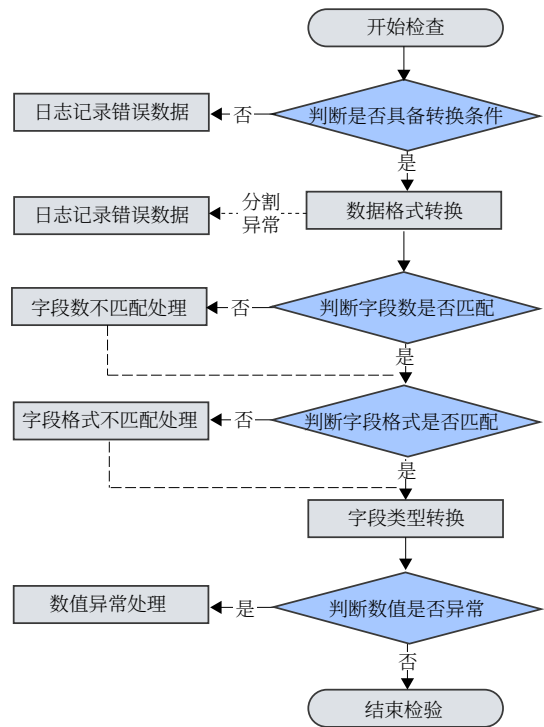 开始检查
判断是否具备转换条件
否
日志记录错误数据
是
数据格式转换
分割
异常
日志记录错误数据
判断字段数是否匹配
否
字段数不匹配处理
是
判断字段格式是否匹配
否
字段格式不匹配处理
是
字段类型转换
判断数值是否异常
是
数值异常处理
否
结束检验